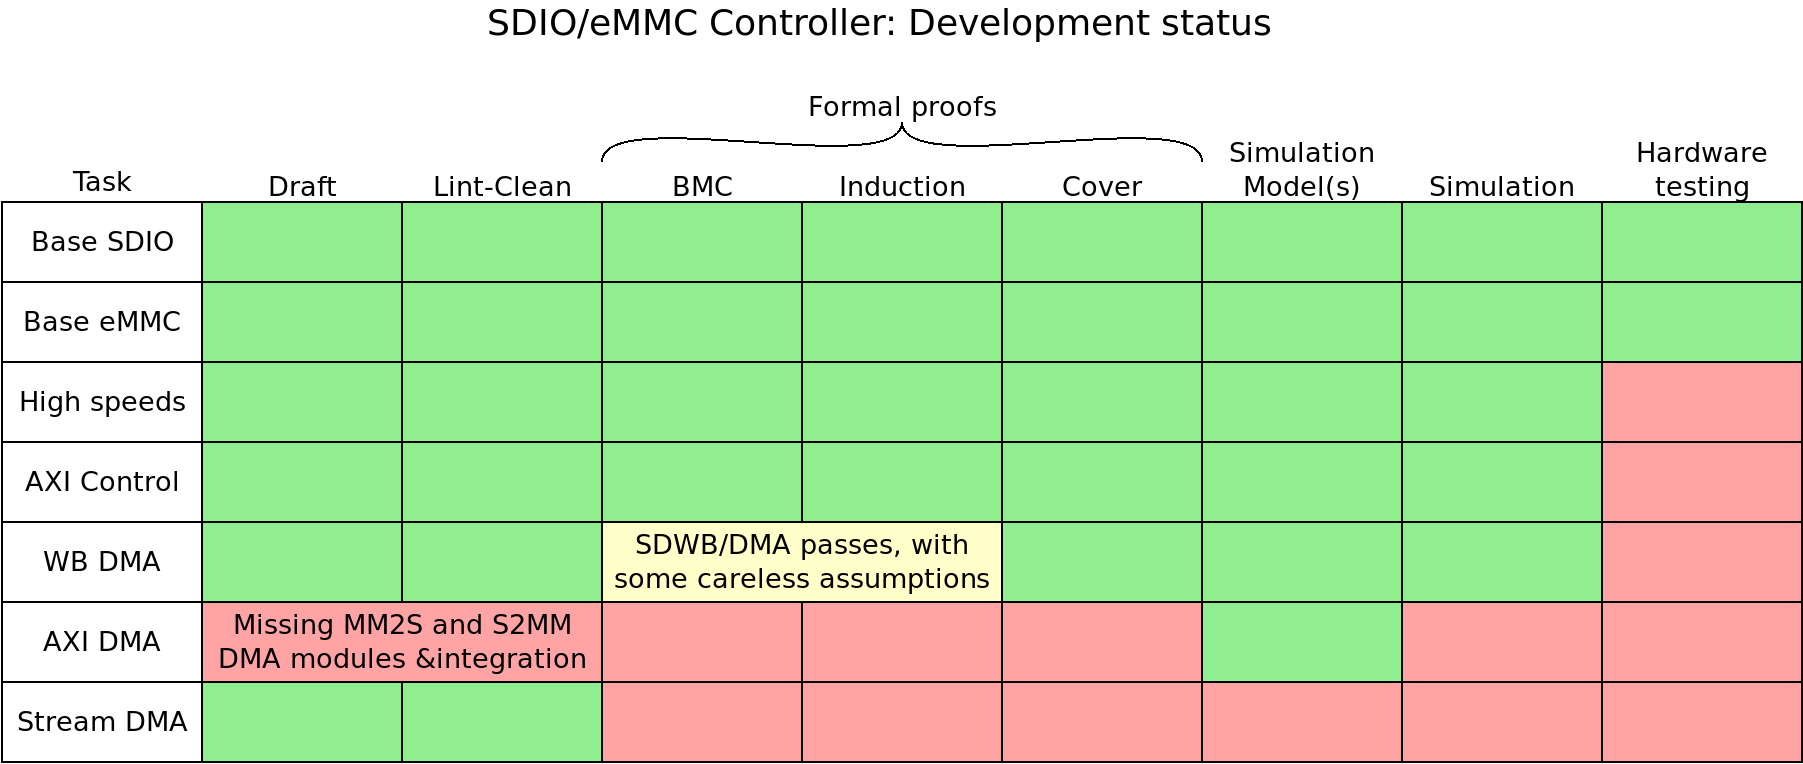 SDIO/eMMC Controller: Development status
Formal proofs
Task
Draft
Lint-Clean
BMC
Induction
Cover
Simulation
Model(s)
Simulation
Hardware
testing
Base SDIO
Base eMMC
High speeds
AXI Control
WB DMA
SDWB/DMA passes, with
some careless assumptions
AXI DMA
Missing MM2S and S2MM
DMA modules &integration
Stream DMA